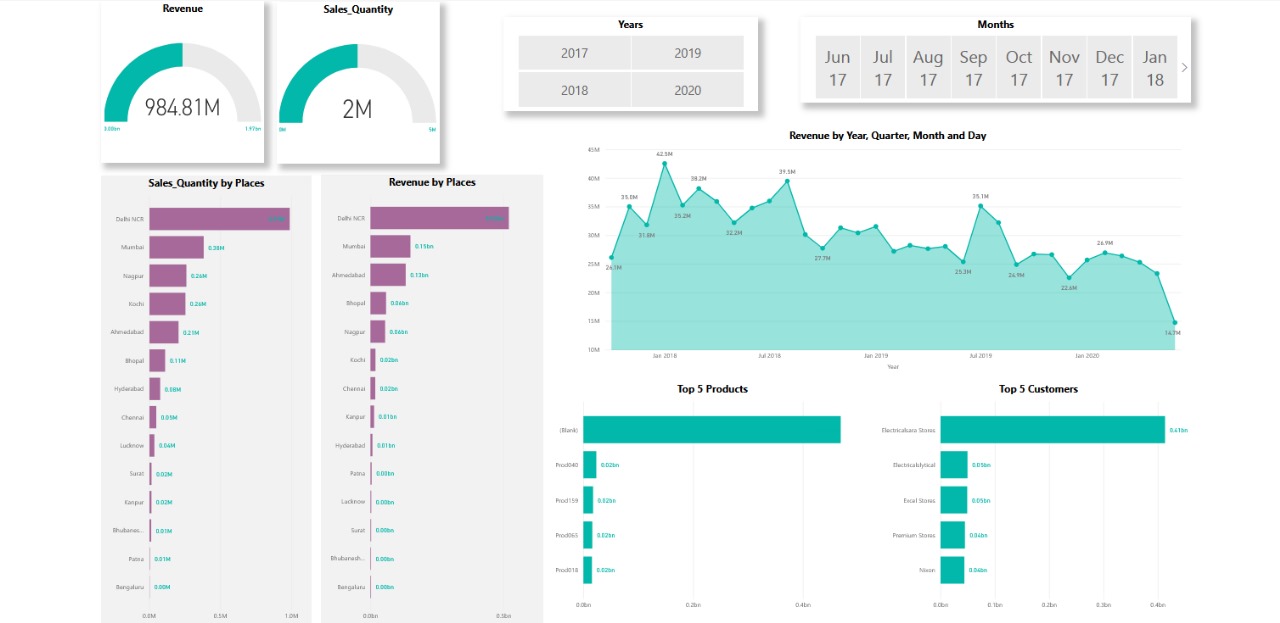 Revenue
984.81M
0.00bn
1.97bn
Sales_Quantity
2M
0M
5M
Years
2017
2019
2018
2020
Months
Jun 17
Jul 17
Aug 17
Sep 17
Oct 17
Nov 17
Dec 17
Jan 18
Sales_Quantity by Places
Delhi NCR
Mumbai
0.38M
Nagpur
0.26M
Kochi
0.26M
Ahmedabad
0.21M
Bhopal
0.11M
Hyderabad
0.08M
Chennai
0.05M
Lucknow
0.04M
Surat
0.02M
Kanpur
0.02M
Bhubanes...
0.01M
Patna
0.01M
Bengaluru
0.00M
0.0M
0.5M
1.0M
Revenue by Places
Delhi NCR
Mumbai
0.15bn
Ahmedabad
0.13bn
Bhopal
0.06bn
Nagpur
0.06bn
Kochi
0.02bn
Chennai
0.02bn
Kanpur
0.01bn
Hyderabad
0.01bn
Patna
0.00bn
Lucknow
0.00bn
Surat
0.00bn
Bhubanesh...
0.00bn
Bengaluru
0.00bn
0.0bn
0.5bn
Revenue by Year, Quarter, Month and Day
45M
40M
35M
30M
25M
20M
15M
10M
26.1M
35.0M
31.8M
42.5M
35.2M
38.2M
32.2M
39.5M
27.7M
25.3M
35.1M
24.9M
22.6M
26.9M
14.7M
Jan 2018
Jul 2018
Jan 2019
Jul 2019
Jan 2020
Year
Top 5 Products
(Blank)
Prod040
0.02bn
Prod159
0.02bn
Prod065
0.02bn
Prod018
0.02bn
0.0bn
0.2bn
0.4bn
Top 5 Customers
Electricalsara Stores
0.41bn
Electricalslytical
0.05bn
Excel Stores
0.05bn
Premium Stores
0.04bn
Nixon
0.04bn
0.0bn
0.1bn
0.2bn
0.3bn
0.4bn